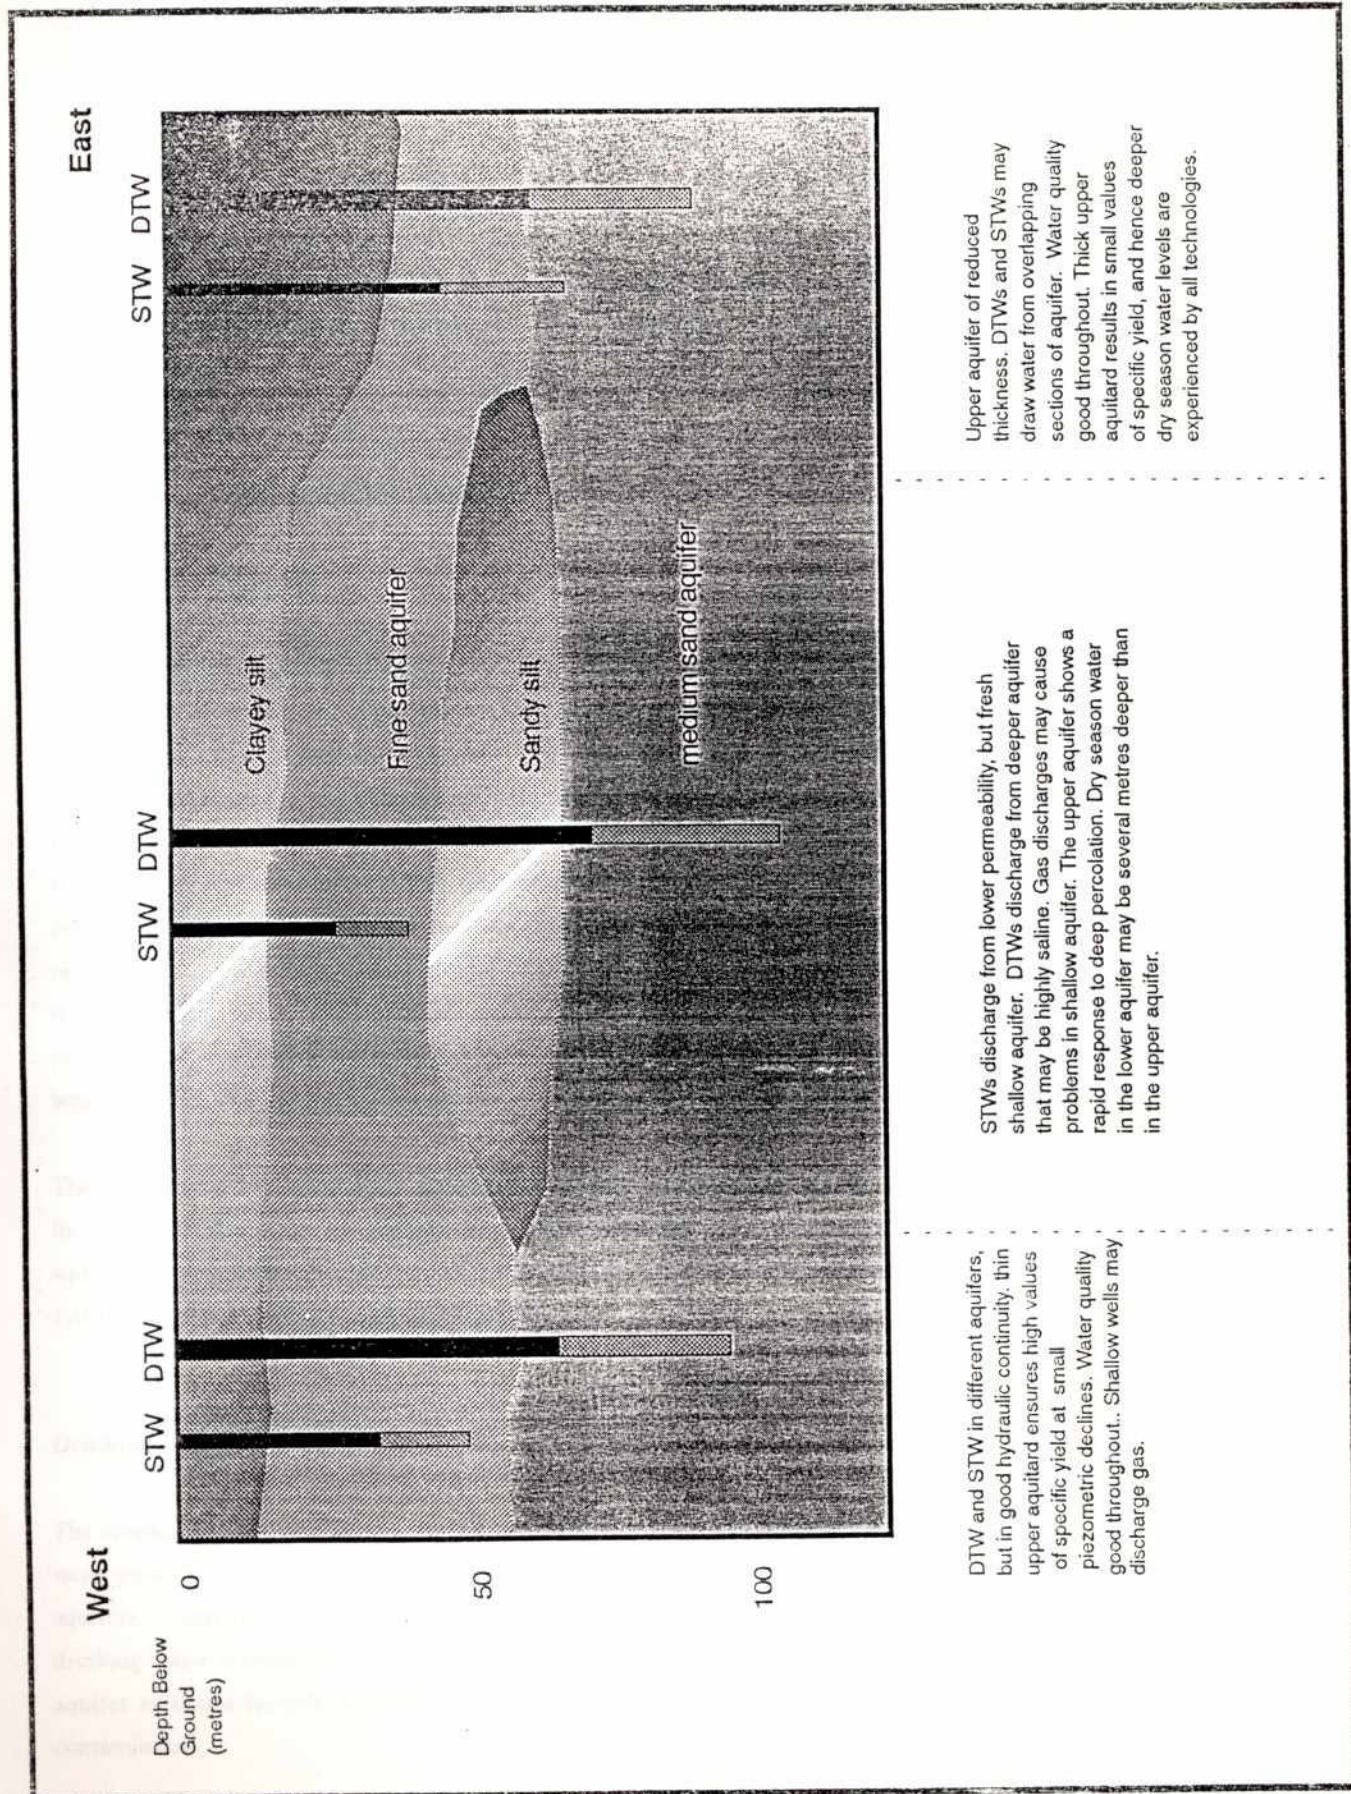 West
East
STW DTW
STW DTW
STW DTW
Depth Below
Ground
(metres)
0
50
100
Clayey silt
Fine sand aquifer
Sandy silt
medium sand aquifer
DTW and STW in different aquifers,
but in good hydraulic continuity. thin
upper aquitard ensures high values
of specific yield at small
piezometric declines. Water quality
good throughout.. Shallow wells may
discharge gas.
STWs discharge from lower permeability, but fresh
shallow aquifer. DTWs discharge from deeper aquifer
that may be highly saline. Gas discharges may cause
problems in shallow aquifer. The upper aquifer shows a
rapid response to deep percolation. Dry season water
in the lower aquifer may be several metres deeper than
in the upper aquifer.
Upper aquifer of reduced
thickness. DTWs and STWs may
draw water from overlapping
sections of aquifer. Water quality
good throughout. Thick upper
aquitard results in small values
of specific yield, and hence deeper
dry season water levels are
experienced by all technologies.